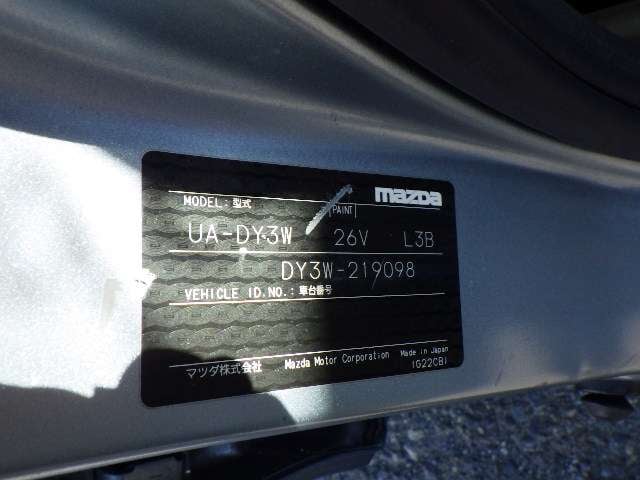 mazda
MODEL:型式 PAINT
UA-DY3W 26V L3B
DY3W-219098
VEHICLE ID.NO.:車台番号
マツダ株式会社 Mazda Motor Corporation Made in Japan
(G22CB)